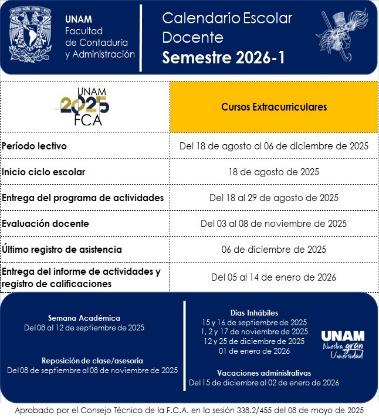 UNAM
Facultad
de Contaduría
y Administración
Calendario Escolar
Docente
Semestre 2026-1
UNAM
2025
FCA
Cursos Extracurriculares
Período lectivo
Del 18 de agosto al 06 de diciembre de 2025
Inicio ciclo escolar
18 de agosto de 2025
Entrega del programa de actividades
Del 18 al 29 de agosto de 2025
Evaluación docente
Del 03 al 08 de noviembre de 2025
Último registro de asistencia
06 de diciembre de 2025
Entrega del informe de actividades y
registro de calificaciones
Del 05 al 14 de enero de 2026
Semana Académica
Del 08 al 12 de septiembre de 2025
Reposición de clase/asesoría
Del 08 de septiembre al 08 de noviembre de 2025
Días Inhábiles
15 y 16 de septiembre de 2025
1, 2 y 17 de noviembre de 2025
12 y 25 de diciembre de 2025
01 de enero de 2026
Vacaciones administrativas
Del 15 de diciembre al 02 de enero de 2026
UNAM
Nuestra gran
Universidad
Aprobado por el Consejo Técnico de la F.C.A. en la sesión 338.2/455 del 08 de mayo de 2025